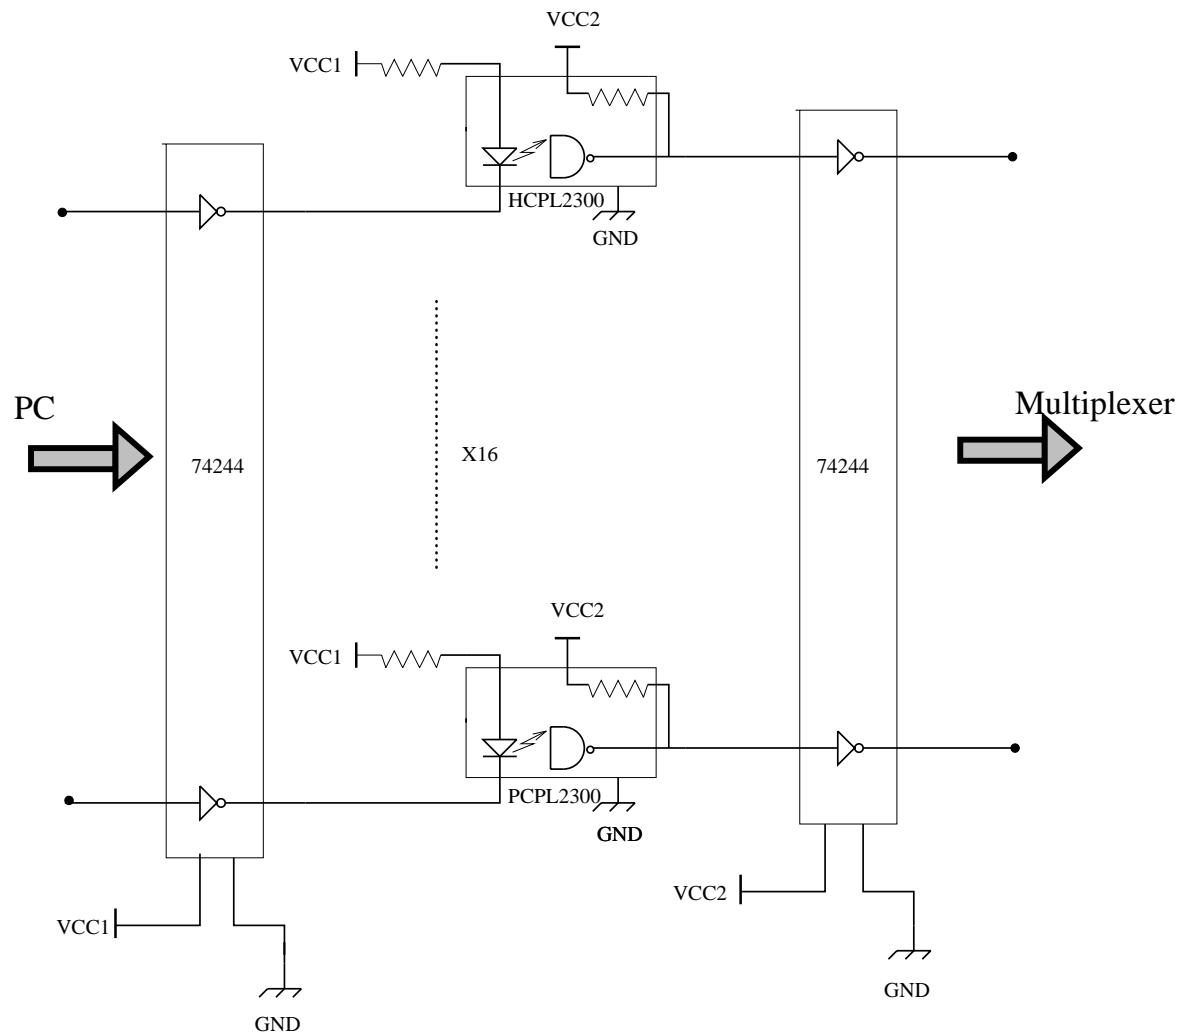 VCC2
VCC1
HCPL2300
GND
PC
Multiplexer
74244
X16
74244
VCC2
VCC1
PCPL2300
GND
VCC2
VCC1
GND
GND